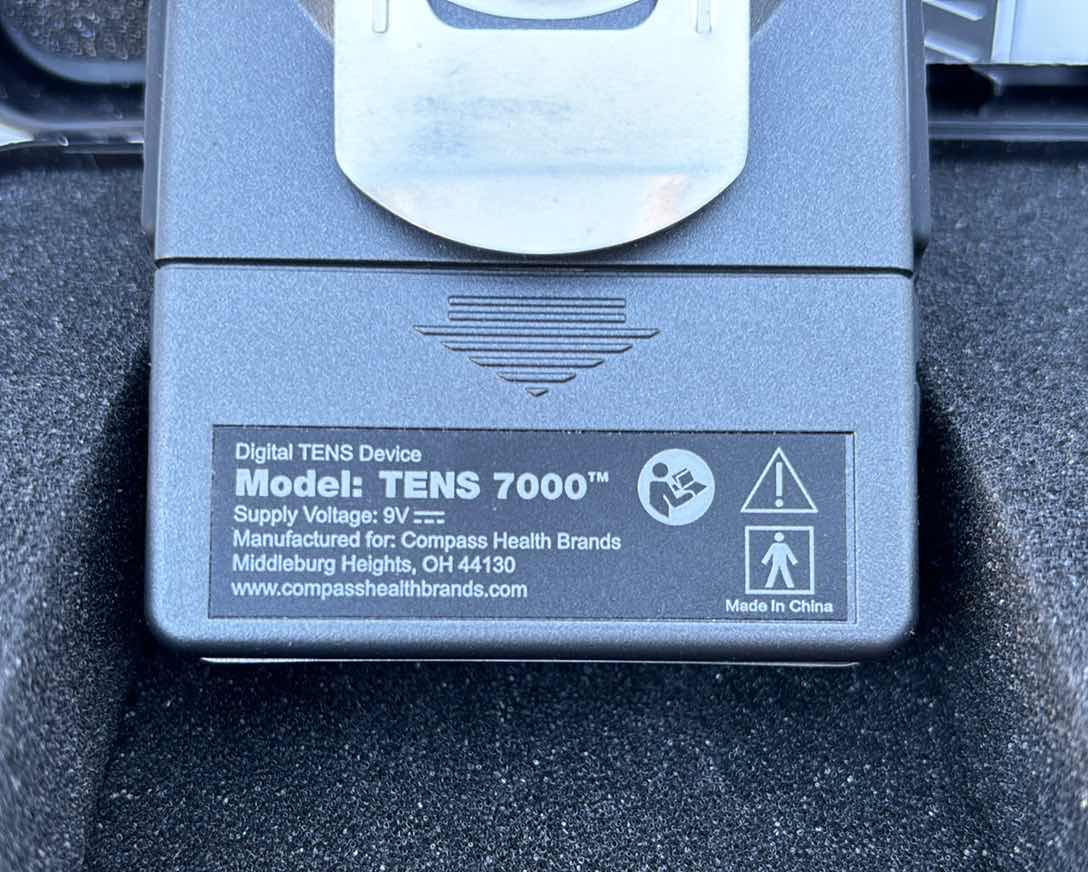 Digital TENS Device
Model: TENS 7000™
Supply Voltage: 9V
Manufactured for: Compass Health Brands
Middleburg Heights, OH 44130
www.compasshealthbrands.com
Made In China